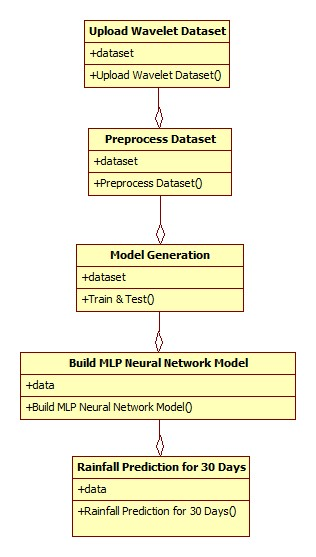 Upload Wavelet Dataset
+dataset
+Upload Wavelet Dataset()
Preprocess Dataset
+dataset
+Preprocess Dataset()
Model Generation
+dataset
+Train & Test()
Build MLP Neural Network Model
+data
+Build MLP Neural Network Model()
Rainfall Prediction for 30 Days
+data
+Rainfall Prediction for 30 Days()